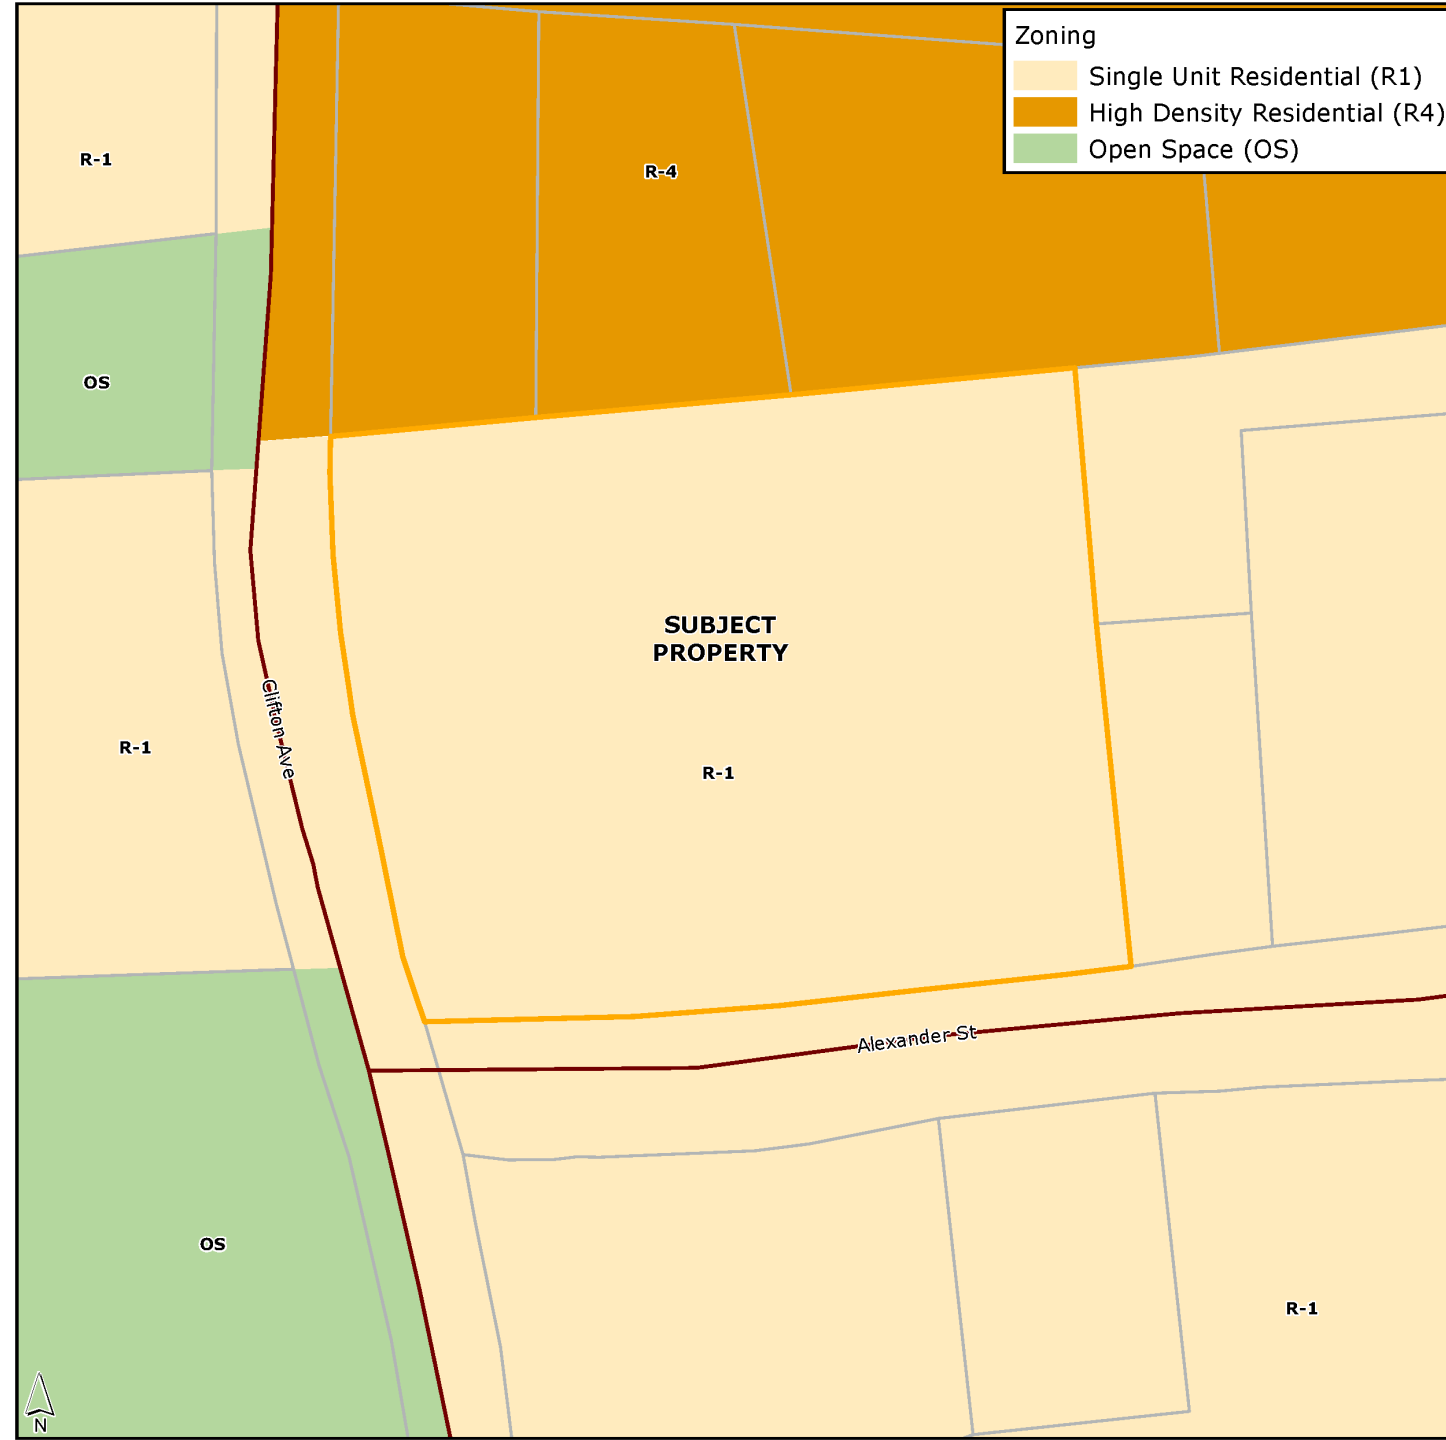 Zoning
Single Unit Residential (R1)
High Density Residential (R4)
Open Space (OS)
R-1
R-4
OS
SUBJECT
PROPERTY
Clifton Ave
R-1
R-1
Alexander St
OS
R-1
N